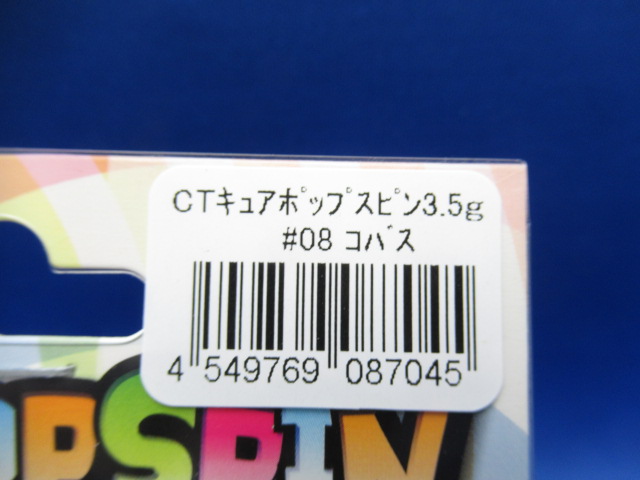 CTｷｭｱﾎﾟｯﾌﾟｽﾋﾟﾝ3.5g
#08 ｺﾊﾞｽ
4 549769 087045
OPSPIN